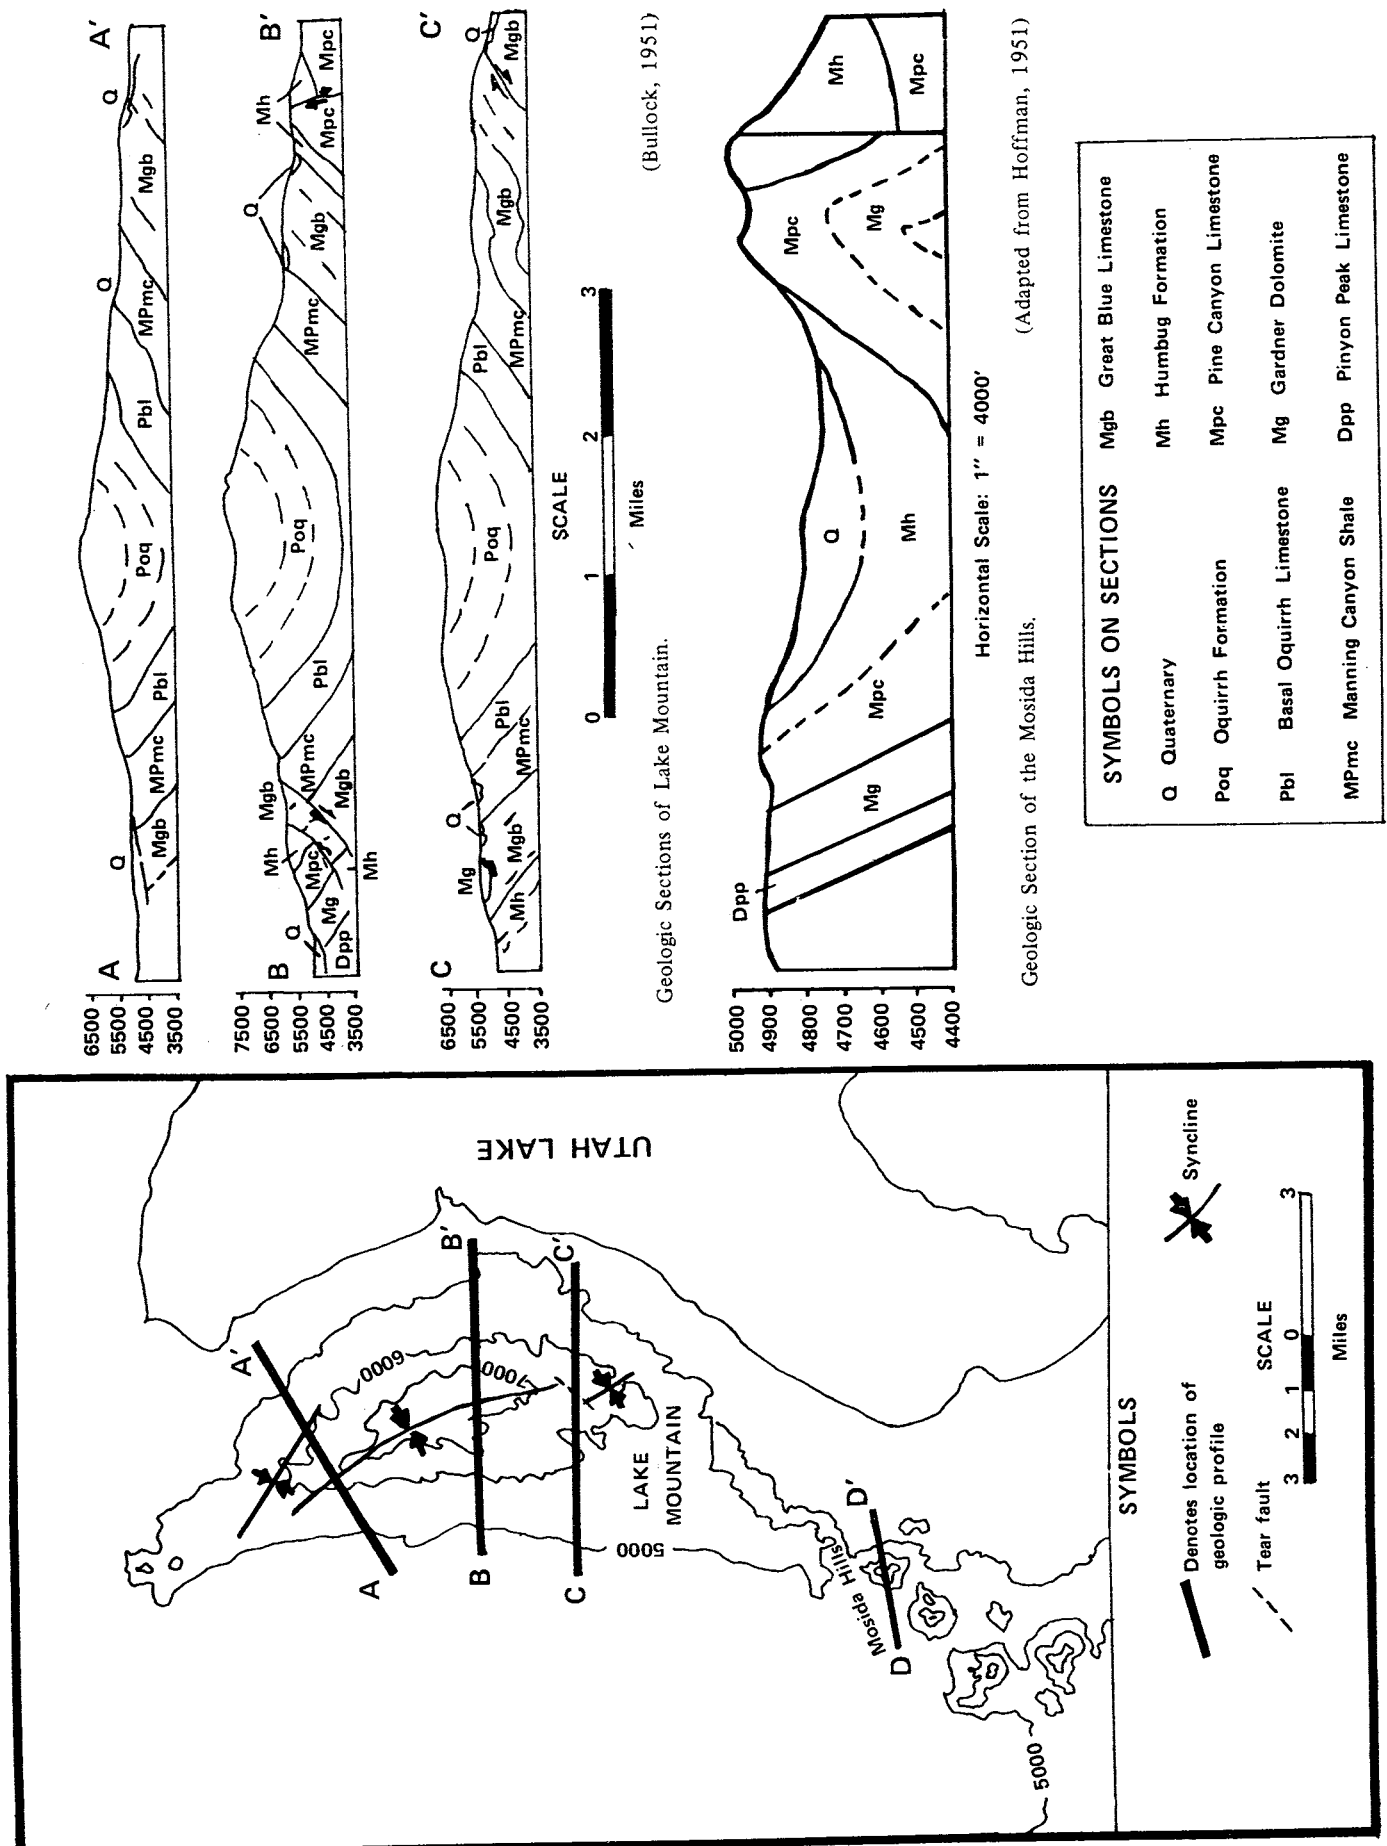 A
A'
6500
5500
4500
3500
Q
Mgb
MPmc
Pbl
Poq
Pbl
MPmc
Q
Mgb
Q
B
B'
7500
6500
5500
4500
3500
Q
Dpp
Mg
Mpc
Mh
Mh
Mgb
Mgb
MPmc
Pbl
Poq
MPmc
Mgb
Q
Mh
Mpc
Mpc
C
C'
6500
5500
4500
3500
Mh
Mg
Mgb
Q
MPmc
Pbl
Poq
Pbl
MPmc
Mgb
Q
Mgb
0 1 2 3
SCALE
Miles
Geologic Sections of Lake Mountain.
(Bullock, 1951)
5000
4900
4800
4700
4600
4500
4400
Dpp
Mg
Mpc
Q
Mh
Mpc
Mg
Mh
Mpc
Horizontal Scale: 1" = 4000'
Geologic Section of the Mosida Hills.
(Adapted from Hoffman, 1951)
SYMBOLS ON SECTIONS
Q Quaternary
Poq Oquirrh Formation
Pbl Basal Oquirrh Limestone
MPmc Manning Canyon Shale
Mgb Great Blue Limestone
Mh Humbug Formation
Mpc Pine Canyon Limestone
Mg Gardner Dolomite
Dpp Pinyon Peak Limestone
UTAH LAKE
A
A'
6000
7000
B
B'
C
C'
LAKE
MOUNTAIN
5000
Mosida Hills
D
D'
5000
SYMBOLS
Denotes location of
geologic profile
Tear fault
Syncline
SCALE
3 2 1 0 3
Miles